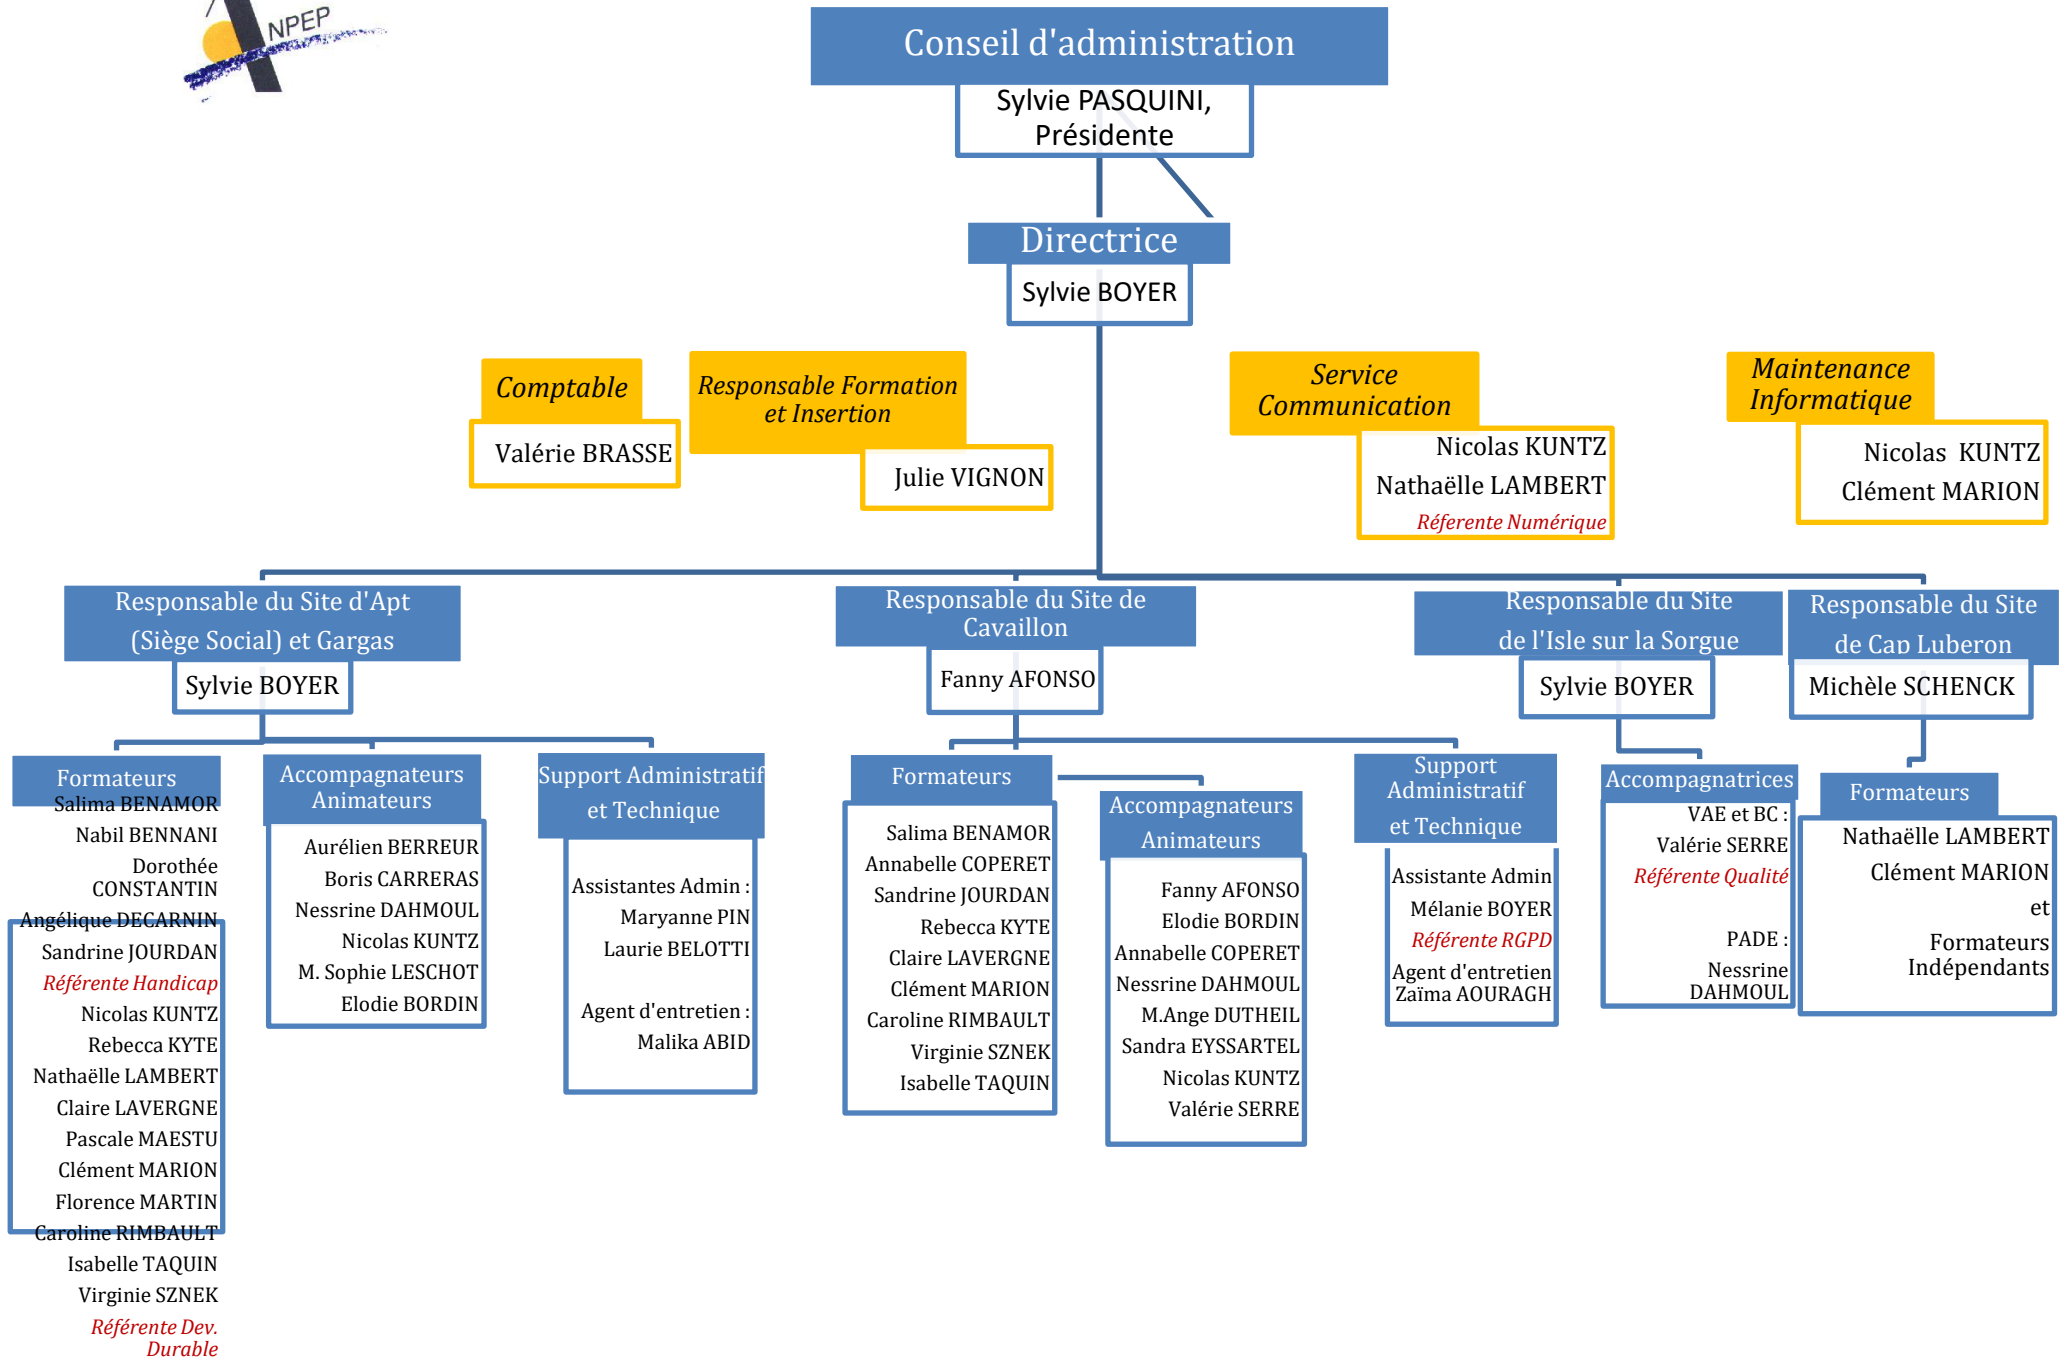 NPEP
Conseil d'administration
Sylvie PASQUINI,
Présidente
Directrice
Sylvie BOYER
Comptable
Valérie BRASSE
Responsable Formation
et Insertion
Julie VIGNON
Service
Communication
Nicolas KUNTZ
Nathaëlle LAMBERT
Réferente Numérique
Maintenance
Informatique
Nicolas KUNTZ
Clément MARION
Responsable du Site d'Apt
(Siège Social) et Gargas
Sylvie BOYER
Responsable du Site de
Cavaillon
Fanny AFONSO
Responsable du Site
de l'Isle sur la Sorgue
Sylvie BOYER
Responsable du Site
de Cap Luberon
Michèle SCHENCK
Formateurs
Salima BENAMOR
Nabil BENNANI
Dorothée
CONSTANTIN
Angélique DECARNIN
Sandrine JOURDAN
Référente Handicap
Nicolas KUNTZ
Rebecca KYTE
Nathaëlle LAMBERT
Claire LAVERGNE
Pascale MAESTU
Clément MARION
Florence MARTIN
Caroline RIMBAULT
Isabelle TAQUIN
Virginie SZNEK
Référente Dev.
Durable
Accompagnateurs
Animateurs
Aurélien BERREUR
Boris CARRERAS
Nessrine DAHMOUL
Nicolas KUNTZ
M. Sophie LESCHOT
Elodie BORDIN
Support Administratif
et Technique
Assistantes Admin :
Maryanne PIN
Laurie BELOTTI
Agent d'entretien :
Malika ABID
Formateurs
Salima BENAMOR
Annabelle COPERET
Sandrine JOURDAN
Rebecca KYTE
Claire LAVERGNE
Clément MARION
Caroline RIMBAULT
Virginie SZNEK
Isabelle TAQUIN
Accompagnateurs
Animateurs
Fanny AFONSO
Elodie BORDIN
Annabelle COPERET
Nessrine DAHMOUL
M.Ange DUTHEIL
Sandra EYSSARTEL
Nicolas KUNTZ
Valérie SERRE
Support
Administratif
et Technique
Assistante Admin
Mélanie BOYER
Référente RGPD
Agent d'entretien
Zaïma AOURAGH
Accompagnatrices
VAE et BC :
Valérie SERRE
Référente Qualité
PADE :
Nessrine
DAHMOUL
Formateurs
Nathaëlle LAMBERT
Clément MARION
et
Formateurs
Indépendants